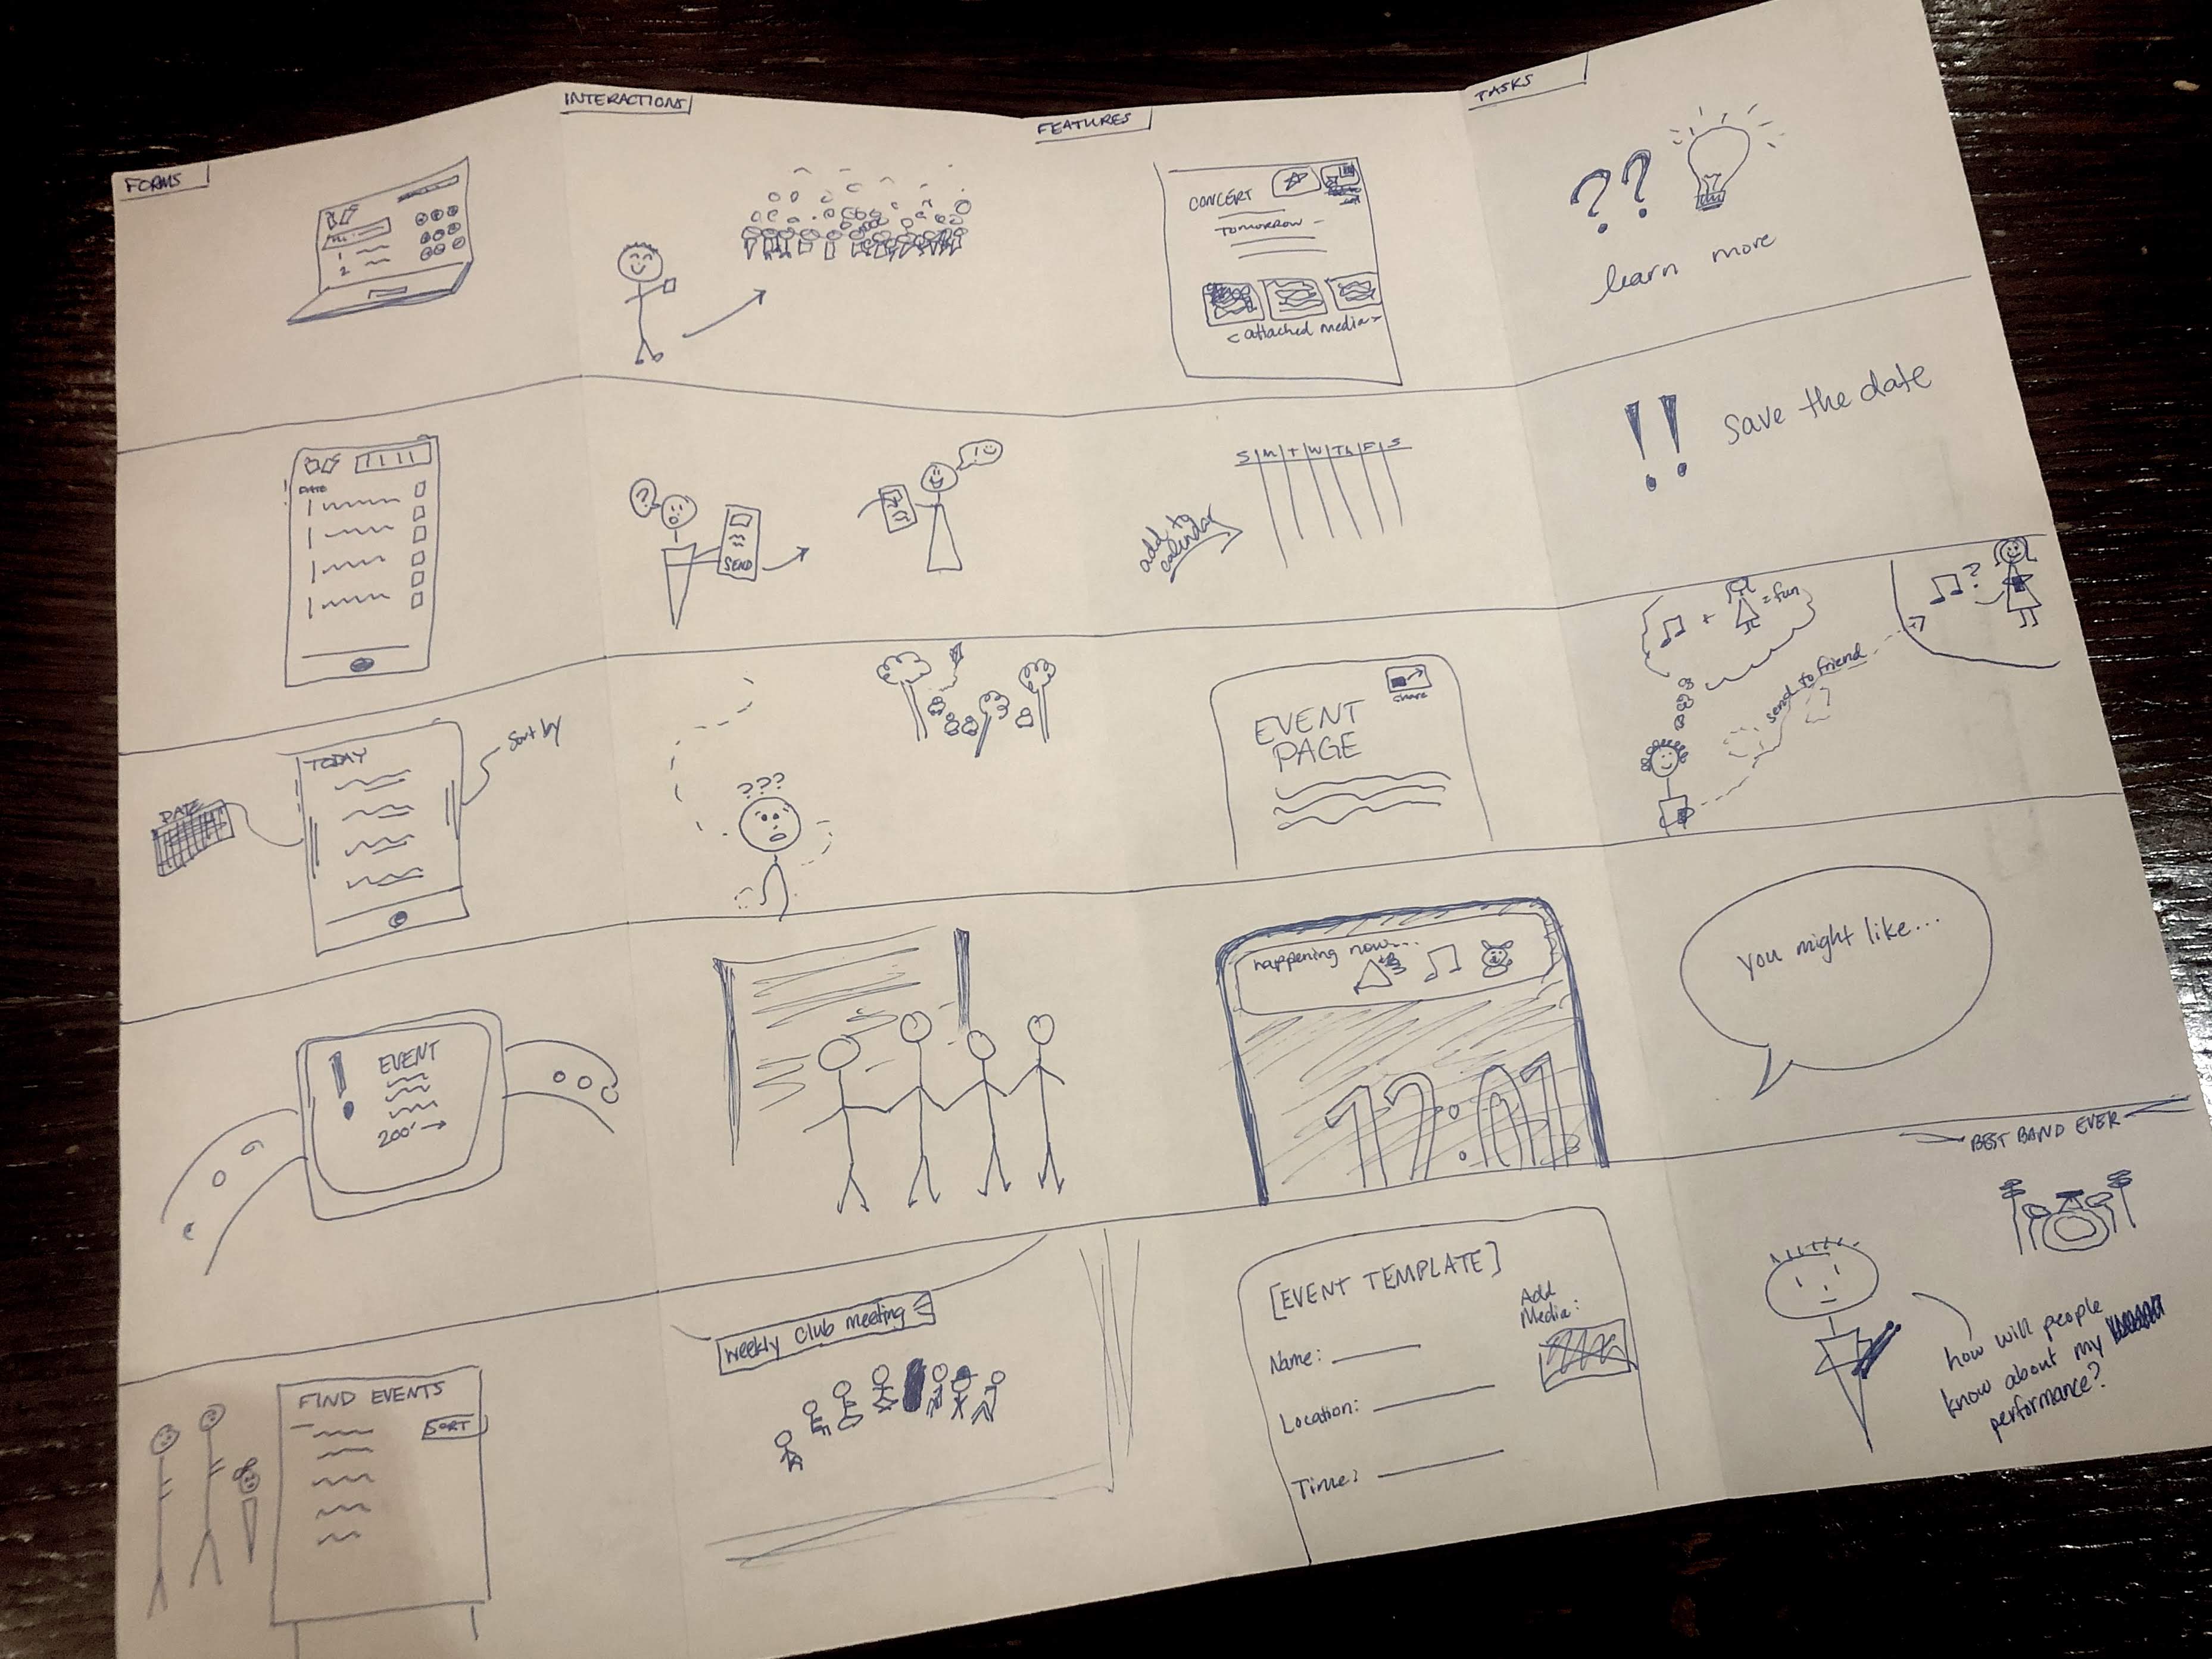 FORMS
INTERACTIONS
FEATURES
TASKS
1
2
CONCERT
TOMORROW
< attached media >
??
learn more
DATE
?
SEND
!
add to
calendar
S M T W Th F S
!! Save the date
TODAY
Sort by
DATE
???
share
EVENT
PAGE
+ = fun
send to friend
?
! EVENT
200' →
happening now...
12:01
You might like...
FIND EVENTS
SORT
weekly club meeting
[EVENT TEMPLATE]
Add
Media:
Name:
Location:
Time:
BEST BAND EVER
how will people
know about my
performance?